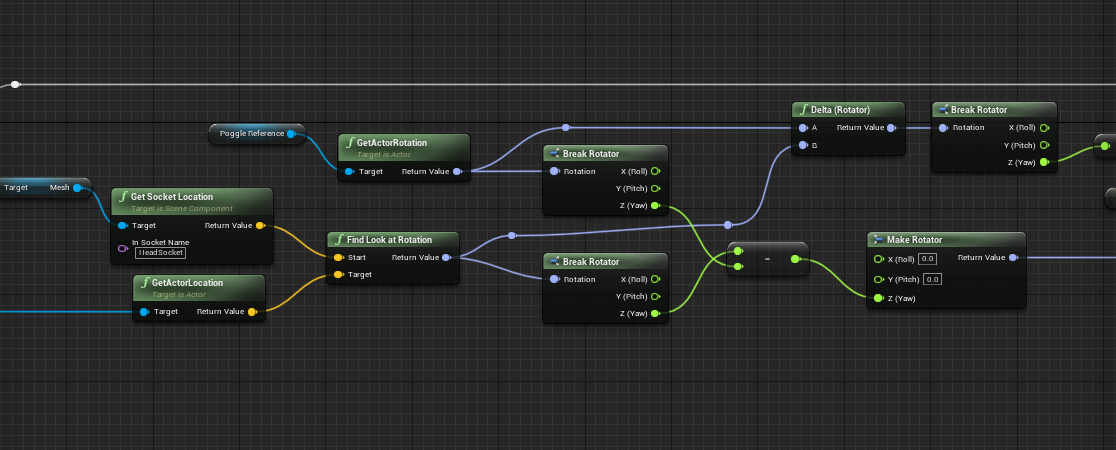 Poggle Reference
GetActorRotation
Target is Actor
Target
Return Value
Target
Mesh
Get Socket Location
Target is Scene Component
Target
Return Value
In Socket Name
HeadSocket
GetActorLocation
Target is Actor
Target
Return Value
Find Look at Rotation
Start
Return Value
Target
Break Rotator
Rotation
X (Roll)
Y (Pitch)
Z (Yaw)
Break Rotator
Rotation
X (Roll)
Y (Pitch)
Z (Yaw)
-
Delta (Rotator)
A
Return Value
B
Break Rotator
Rotation
X (Roll)
Y (Pitch)
Z (Yaw)
Make Rotator
X (Roll) 0.0
Return Value
Y (Pitch) 0.0
Z (Yaw)